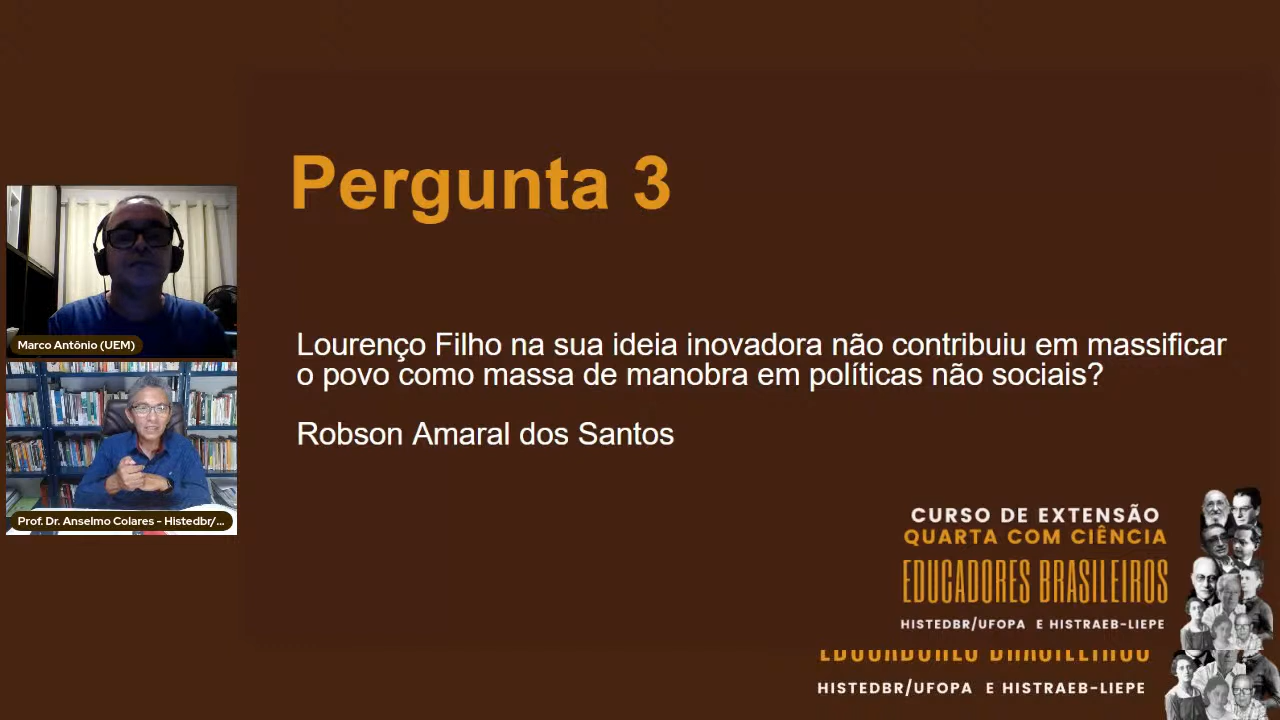 Pergunta 3
Lourenço Filho na sua ideia inovadora não contribuiu em massificar
o povo como massa de manobra em políticas não sociais?
Robson Amaral dos Santos
Marco Antônio (UEM)
Prof. Dr. Anselmo Colares - Histedbr/...
CURSO DE EXTENSÃO
QUARTA COM CIÊNCIA
EDUCADORES BRASILEIROS
HISTEDBR/UFOPA E HISTRAEB-LIEPE
EDUCADORES BRASILEIROS
HISTEDBR/UFOPA E HISTRAEB-LIEPE